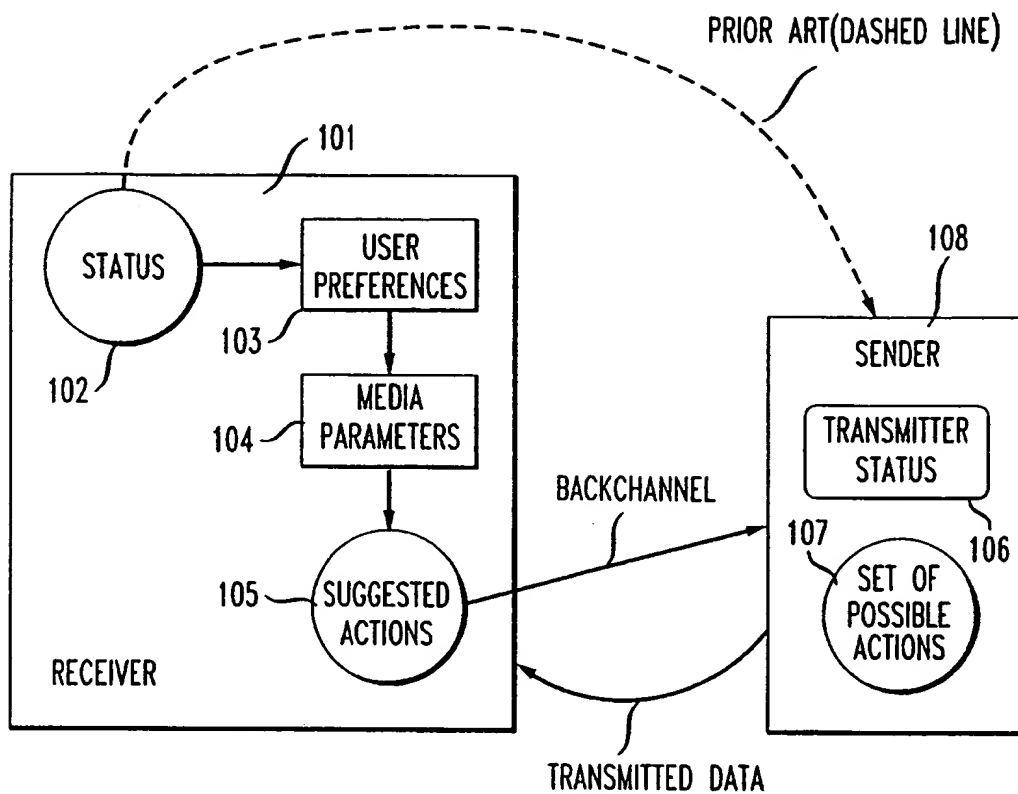 PRIOR ART(DASHED LINE)
101
STATUS
USER
PREFERENCES
103
102
MEDIA
PARAMETERS
104
105
SUGGESTED
ACTIONS
RECEIVER
BACKCHANNEL
TRANSMITTED DATA
108
SENDER
TRANSMITTER
STATUS
106
107
SET OF
POSSIBLE
ACTIONS